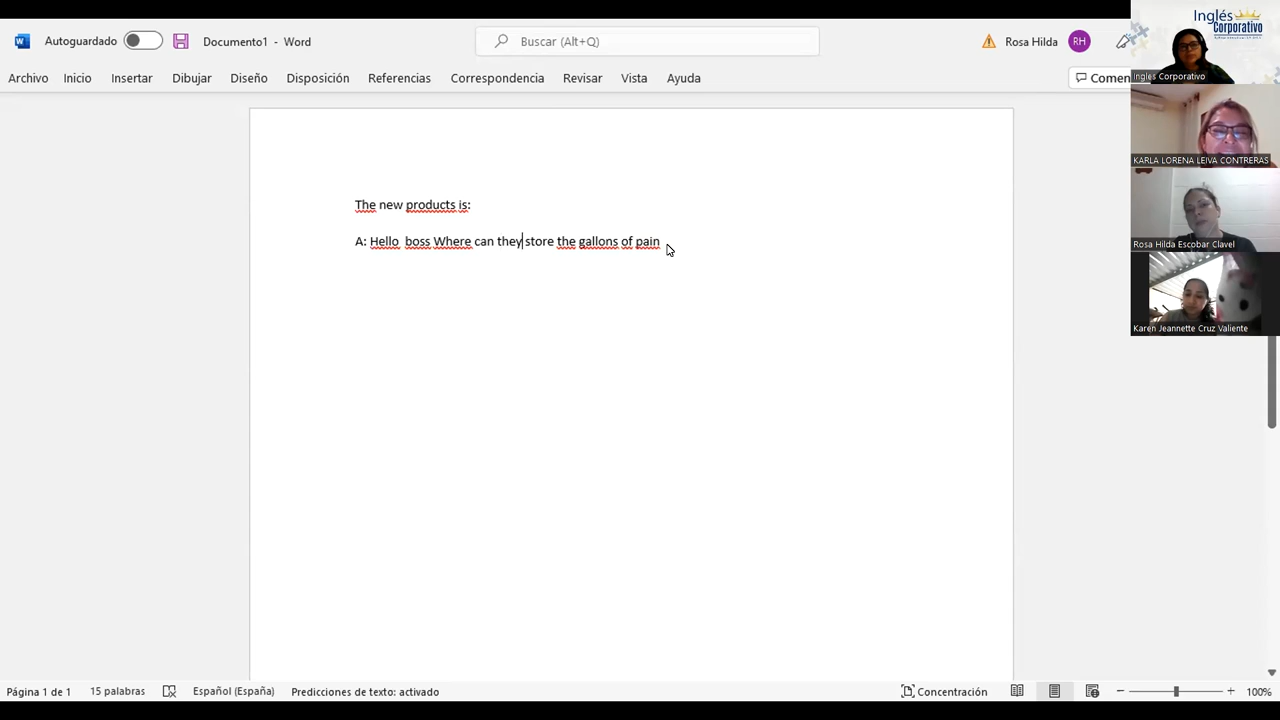 Autoguardado
Documento1 - Word
Buscar (Alt+Q)
Rosa Hilda
RH
Archivo Inicio Insertar Dibujar Diseño Disposición Referencias Correspondencia Revisar Vista Ayuda
Comen
Inglés
Corporativo
Ingles Corporativo
KARLA LORENA LEIVA CONTRERAS
Rosa Hilda Escobar Clavel
Karen Jeannette Cruz Valiente
The new products is:
A: Hello boss Where can they store the gallons of pain
Página 1 de 1
15 palabras
Español (España)
Predicciones de texto: activado
Concentración
100%